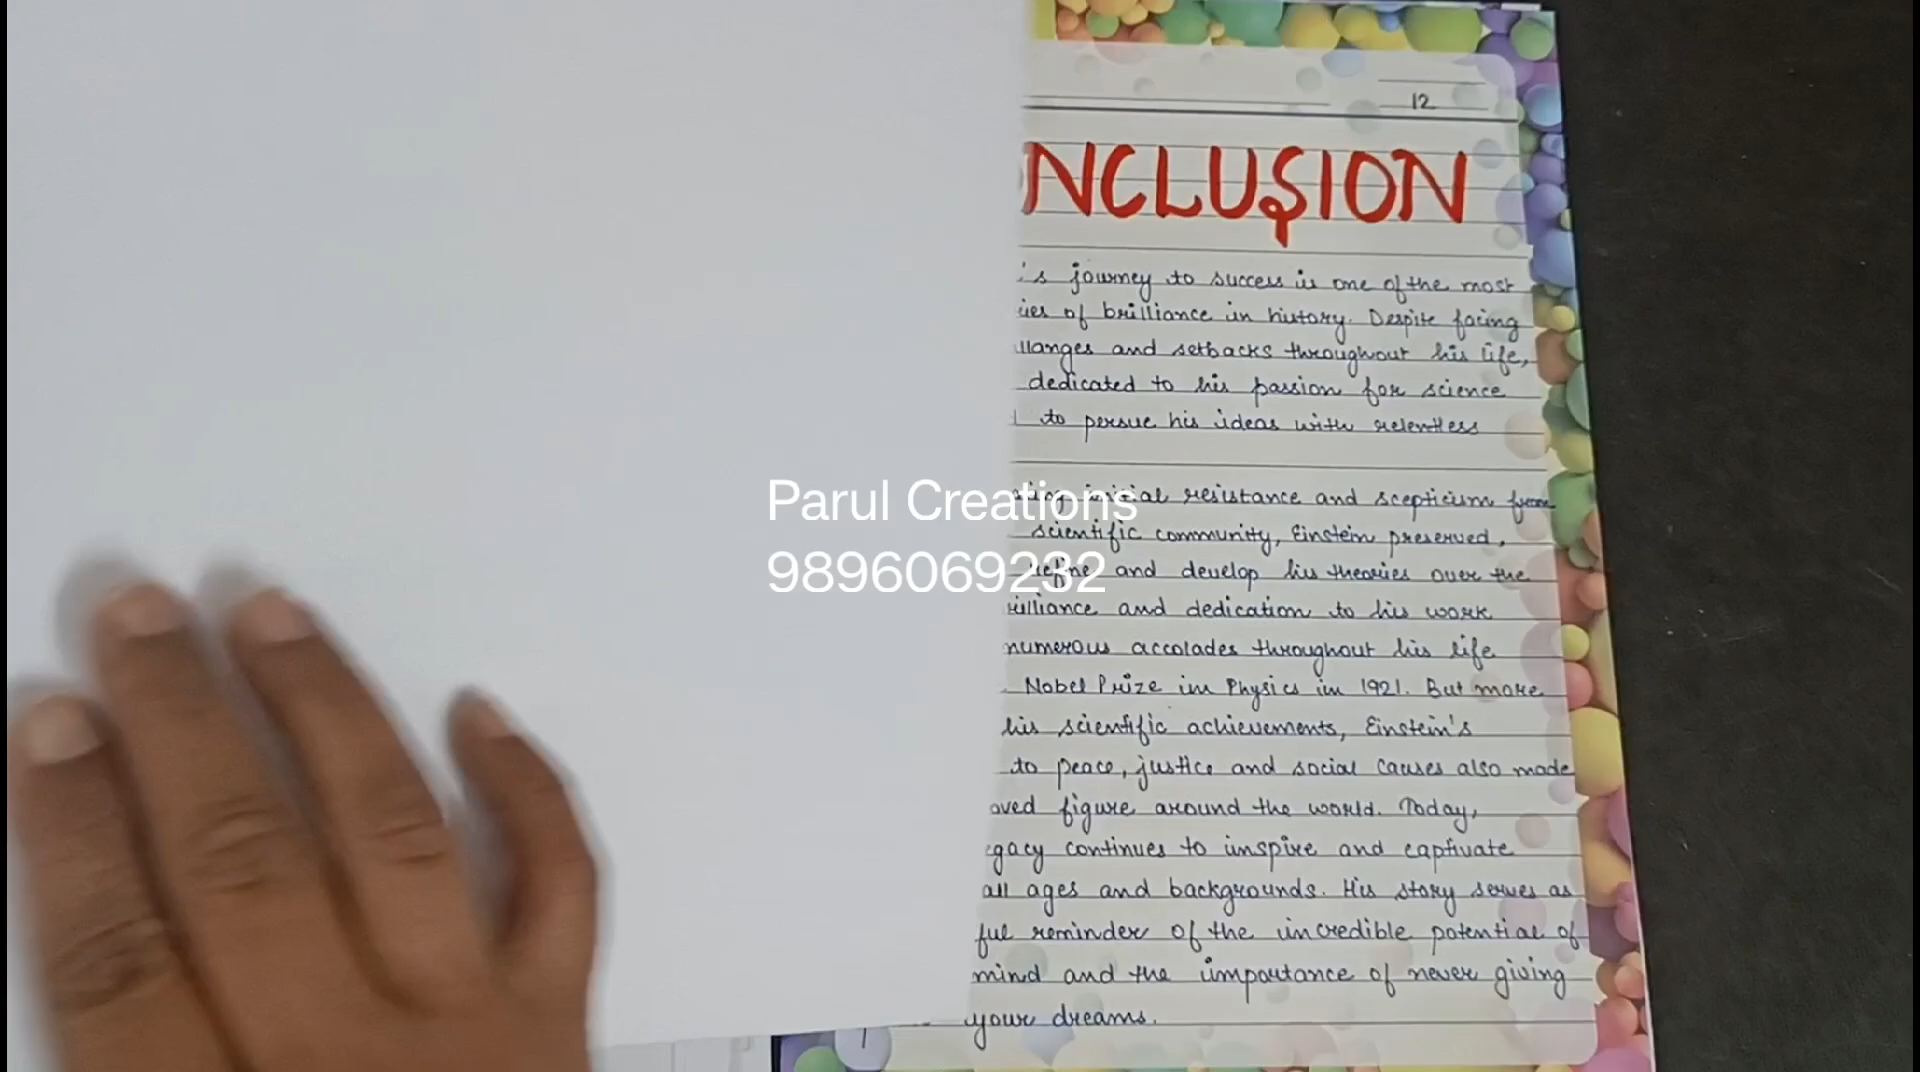 12
NCLUSION
's journey to success is one of the most
ies of brilliance in history. Despite facing
llanges and setbacks throughout his life,
dedicated to his passion for science
to persue his ideas with relentless
Parul Creations
initial resistance and scepticism from
scientific community, Einstein preserved,
9896069232
refine and develop his theories over the
illiance and dedication to his work
numerous accolades throughout his life
Nobel Prize in Physics in 1921. But more
his scientific achievements, Einstein's
to peace, justice and social causes also made
oved figure around the world. Today,
egacy continues to inspire and captivate
all ages and backgrounds. His story serves as
ful reminder of the incredible potential of
mind and the importance of never giving
your dreams.